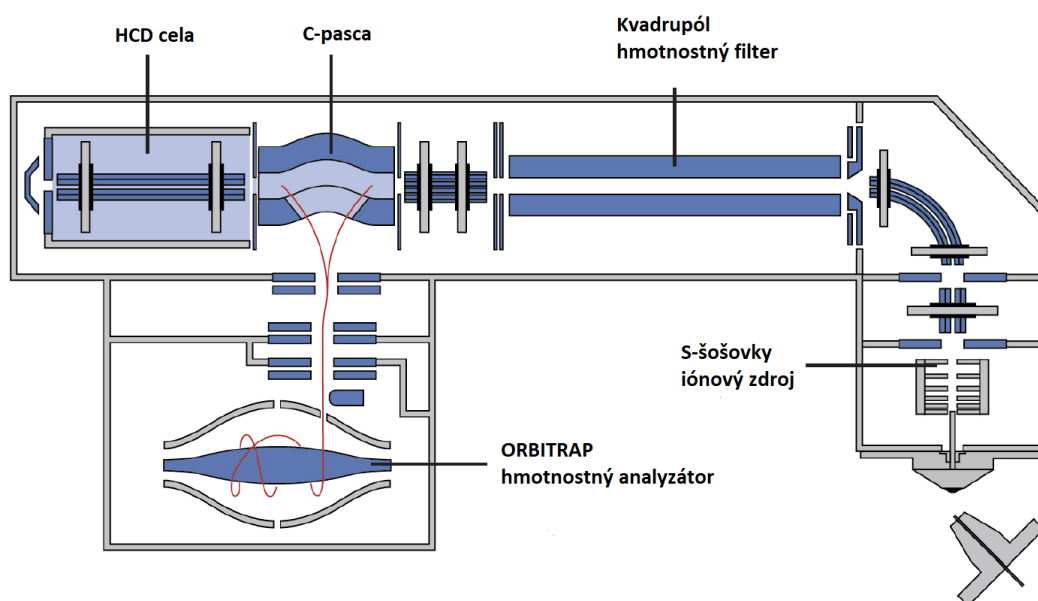 HCD cela
C-pasca
Kvadrupól
hmotnostný filter
S-šošovky
iónový zdroj
ORBITRAP
hmotnostný analyzátor